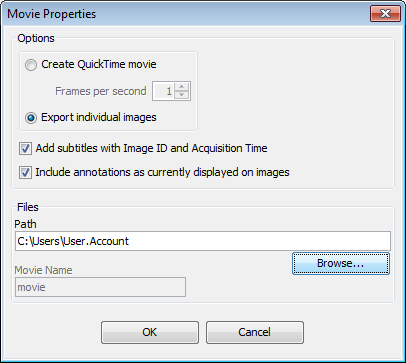 Movie Properties
Options
Create QuickTime movie
Frames per second 1
Export individual images
Add subtitles with Image ID and Acquisition Time
Include annotations as currently displayed on images
Files
Path
C:\Users\User.Account
Browse...
Movie Name
movie
OK Cancel